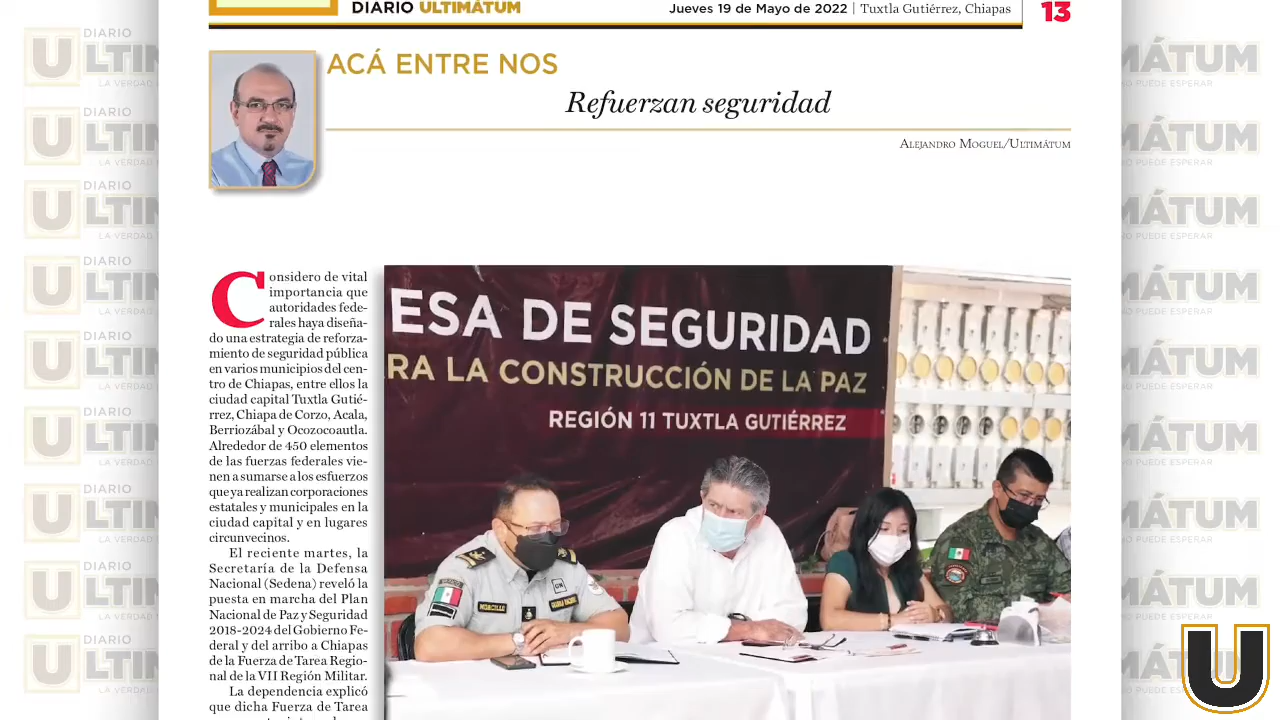 DIARIO ULTIMÁTUM
Jueves 19 de Mayo de 2022 | Tuxtla Gutiérrez, Chiapas
13
ACÁ ENTRE NOS
Refuerzan seguridad
Alejandro Moguel/Ultimátum
Considero de vital
importancia que
autoridades fede-
rales haya diseña-
do una estrategia de reforza-
miento de seguridad pública
en varios municipios del cen-
tro de Chiapas, entre ellos la
ciudad capital Tuxtla Gutié-
rrez, Chiapa de Corzo, Acala,
Berriozábal y Ocozocoautla.
Alrededor de 450 elementos
de las fuerzas federales vie-
nen a sumarse a los esfuerzos
que ya realizan corporaciones
estatales y municipales en la
ciudad capital y en lugares
circunvecinos.
El reciente martes, la
Secretaría de la Defensa
Nacional (Sedena) reveló la
puesta en marcha del Plan
Nacional de Paz y Seguridad
2018-2024 del Gobierno Fe-
deral y del arribo a Chiapas
de la Fuerza de Tarea Regio-
nal de la VII Región Militar.
La dependencia explicó
que dicha Fuerza de Tarea
ESA DE SEGURIDAD
RA LA CONSTRUCCIÓN DE LA PAZ
REGIÓN 11 TUXTLA GUTIÉRREZ
U